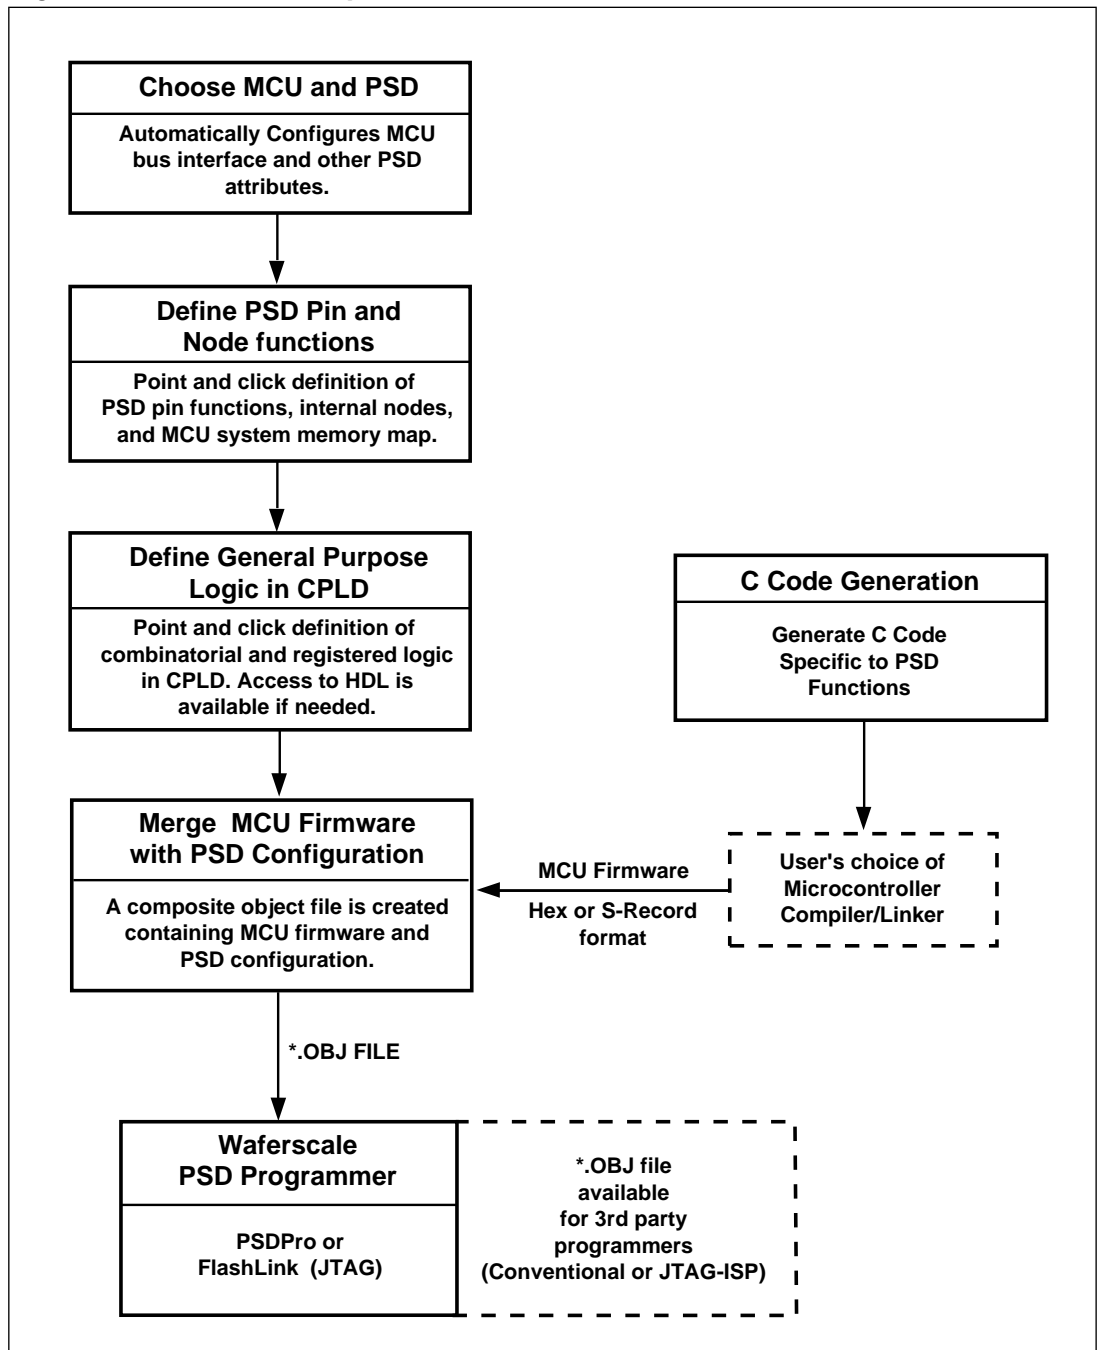 Choose MCU and PSD
Automatically Configures MCU
bus interface and other PSD
attributes.
Define PSD Pin and
Node functions
Point and click definition of
PSD pin functions, internal nodes,
and MCU system memory map.
Define General Purpose
Logic in CPLD
Point and click definition of
combinatorial and registered logic
in CPLD. Access to HDL is
available if needed.
C Code Generation
Generate C Code
Specific to PSD
Functions
Merge MCU Firmware
with PSD Configuration
A composite object file is created
containing MCU firmware and
PSD configuration.
MCU Firmware
Hex or S-Record
format
User's choice of
Microcontroller
Compiler/Linker
*.OBJ FILE
Waferscale
PSD Programmer
PSDPro or
FlashLink (JTAG)
*.OBJ file
available
for 3rd party
programmers
(Conventional or JTAG-ISP)